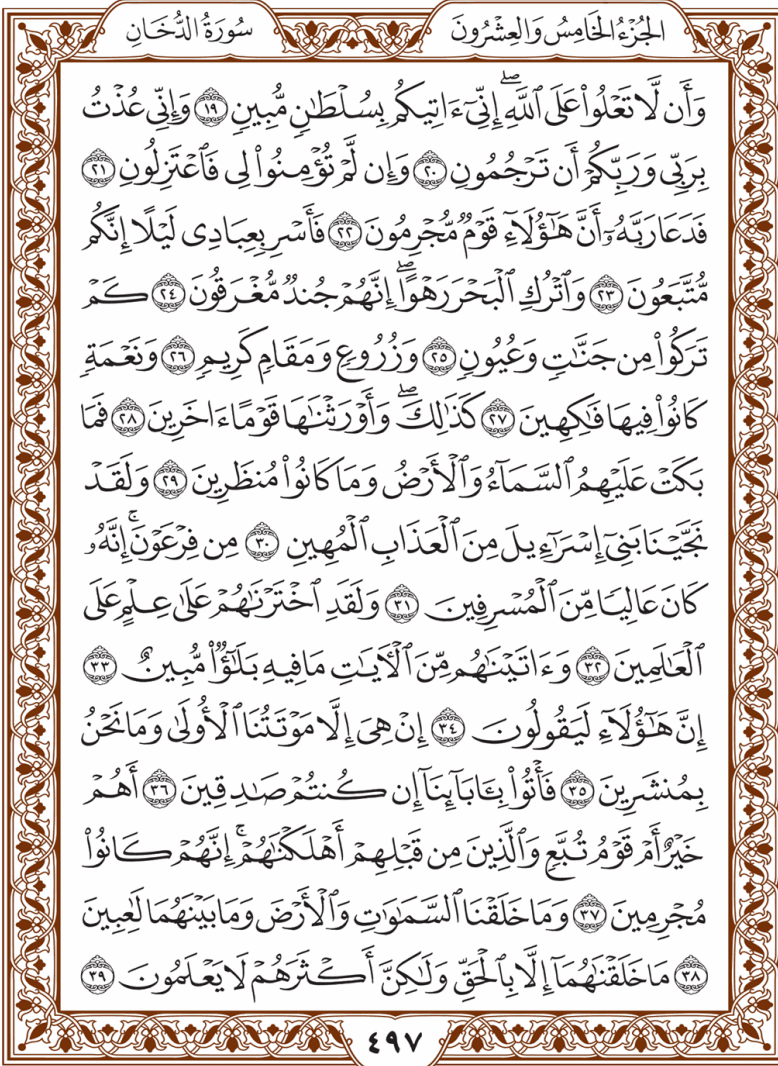 الجُزْءُ الخَامِسُ وَالعِشْرُونَ
سُورَةُ الدُّخَانِ
وَأَن لَّا تَعْلُوا۟ عَلَى ٱللَّهِ ۖ إِنِّىٓ ءَاتِيكُم بِسُلْطَٰنٍ مُّبِينٍ ١٩ وَإِنِّى عُذْتُ
بِرَبِّى وَرَبِّكُمْ أَن تَرْجُمُونِ ٢٠ وَإِن لَّمْ تُؤْمِنُوا۟ لِى فَٱعْتَزِلُونِ ٢١
فَدَعَا رَبَّهُۥٓ أَنَّ هَٰٓؤُلَآءِ قَوْمٌ مُّجْرِمُونَ ٢٢ فَأَسْرِ بِعِبَادِى لَيْلًا إِنَّكُم
مُّتَّبَعُونَ ٢٣ وَٱتْرُكِ ٱلْبَحْرَ رَهْوًا ۖ إِنَّهُمْ جُندٌ مُّغْرَقُونَ ٢٤ كَمْ
تَرَكُوا۟ مِن جَنَّٰتٍ وَعُيُونٍ ٢٥ وَزُرُوعٍ وَمَقَامٍ كَرِيمٍ ٢٦ وَنَعْمَةٍ
كَانُوا۟ فِيهَا فَٰكِهِينَ ٢٧ كَذَٰلِكَ ۖ وَأَوْرَثْنَٰهَا قَوْمًا ءَاخَرِينَ ٢٨ فَمَا
بَكَتْ عَلَيْهِمُ ٱلسَّمَآءُ وَٱلْأَرْضُ وَمَا كَانُوا۟ مُنظَرِينَ ٢٩ وَلَقَدْ
نَجَّيْنَا بَنِىٓ إِسْرَٰٓءِيلَ مِنَ ٱلْعَذَابِ ٱلْمُهِينِ ٣٠ مِن فِرْعَوْنَ ۚ إِنَّهُۥ
كَانَ عَالِيًا مِّنَ ٱلْمُسْرِفِينَ ٣١ وَلَقَدِ ٱخْتَرْنَٰهُمْ عَلَىٰ عِلْمٍ عَلَى
ٱلْعَٰلَمِينَ ٣٢ وَءَاتَيْنَٰهُم مِّنَ ٱلْءَايَٰتِ مَا فِيهِ بَلَٰٓؤٌا۟ مُّبِينٌ ٣٣
إِنَّ هَٰٓؤُلَآءِ لَيَقُولُونَ ٣٤ إِنْ هِىَ إِلَّا مَوْتَتُنَا ٱلْأُولَىٰ وَمَا نَحْنُ
بِمُنشَرِينَ ٣٥ فَأْتُوا۟ بِـَٔابَآئِنَآ إِن كُنتُمْ صَٰدِقِينَ ٣٦ أَهُمْ
خَيْرٌ أَمْ قَوْمُ تُبَّعٍ وَٱلَّذِينَ مِن قَبْلِهِمْ ۚ أَهْلَكْنَٰهُمْ ۖ إِنَّهُمْ كَانُوا۟
مُجْرِمِينَ ٣٧ وَمَا خَلَقْنَا ٱلسَّمَٰوَٰتِ وَٱلْأَرْضَ وَمَا بَيْنَهُمَا لَٰعِبِينَ
٣٨ مَا خَلَقْنَٰهُمَآ إِلَّا بِٱلْحَقِّ وَلَٰكِنَّ أَكْثَرَهُمْ لَا يَعْلَمُونَ ٣٩
٤٩٧